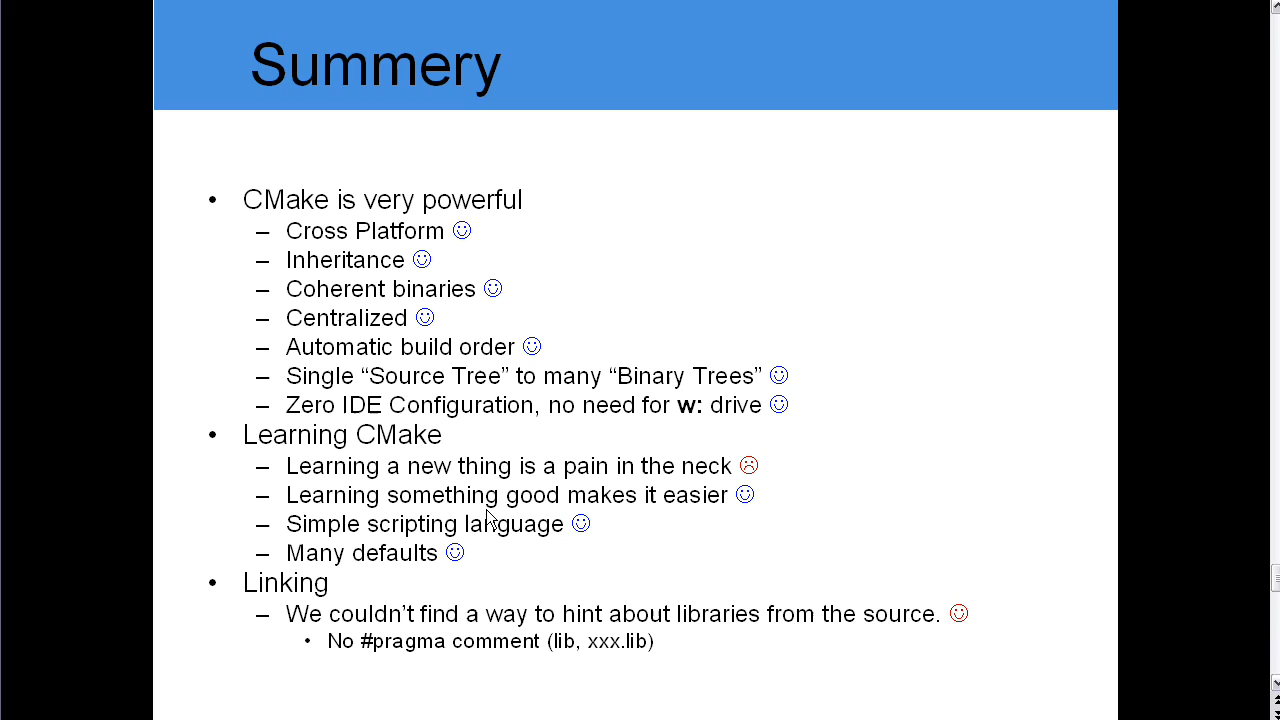 Summery
• CMake is very powerful
– Cross Platform ☺
– Inheritance ☺
– Coherent binaries ☺
– Centralized ☺
– Automatic build order ☺
– Single “Source Tree” to many “Binary Trees” ☺
– Zero IDE Configuration, no need for w: drive ☺
• Learning CMake
– Learning a new thing is a pain in the neck ☹
– Learning something good makes it easier ☺
– Simple scripting language ☺
– Many defaults ☺
• Linking
– We couldn’t find a way to hint about libraries from the source. ☺
• No #pragma comment (lib, xxx.lib)